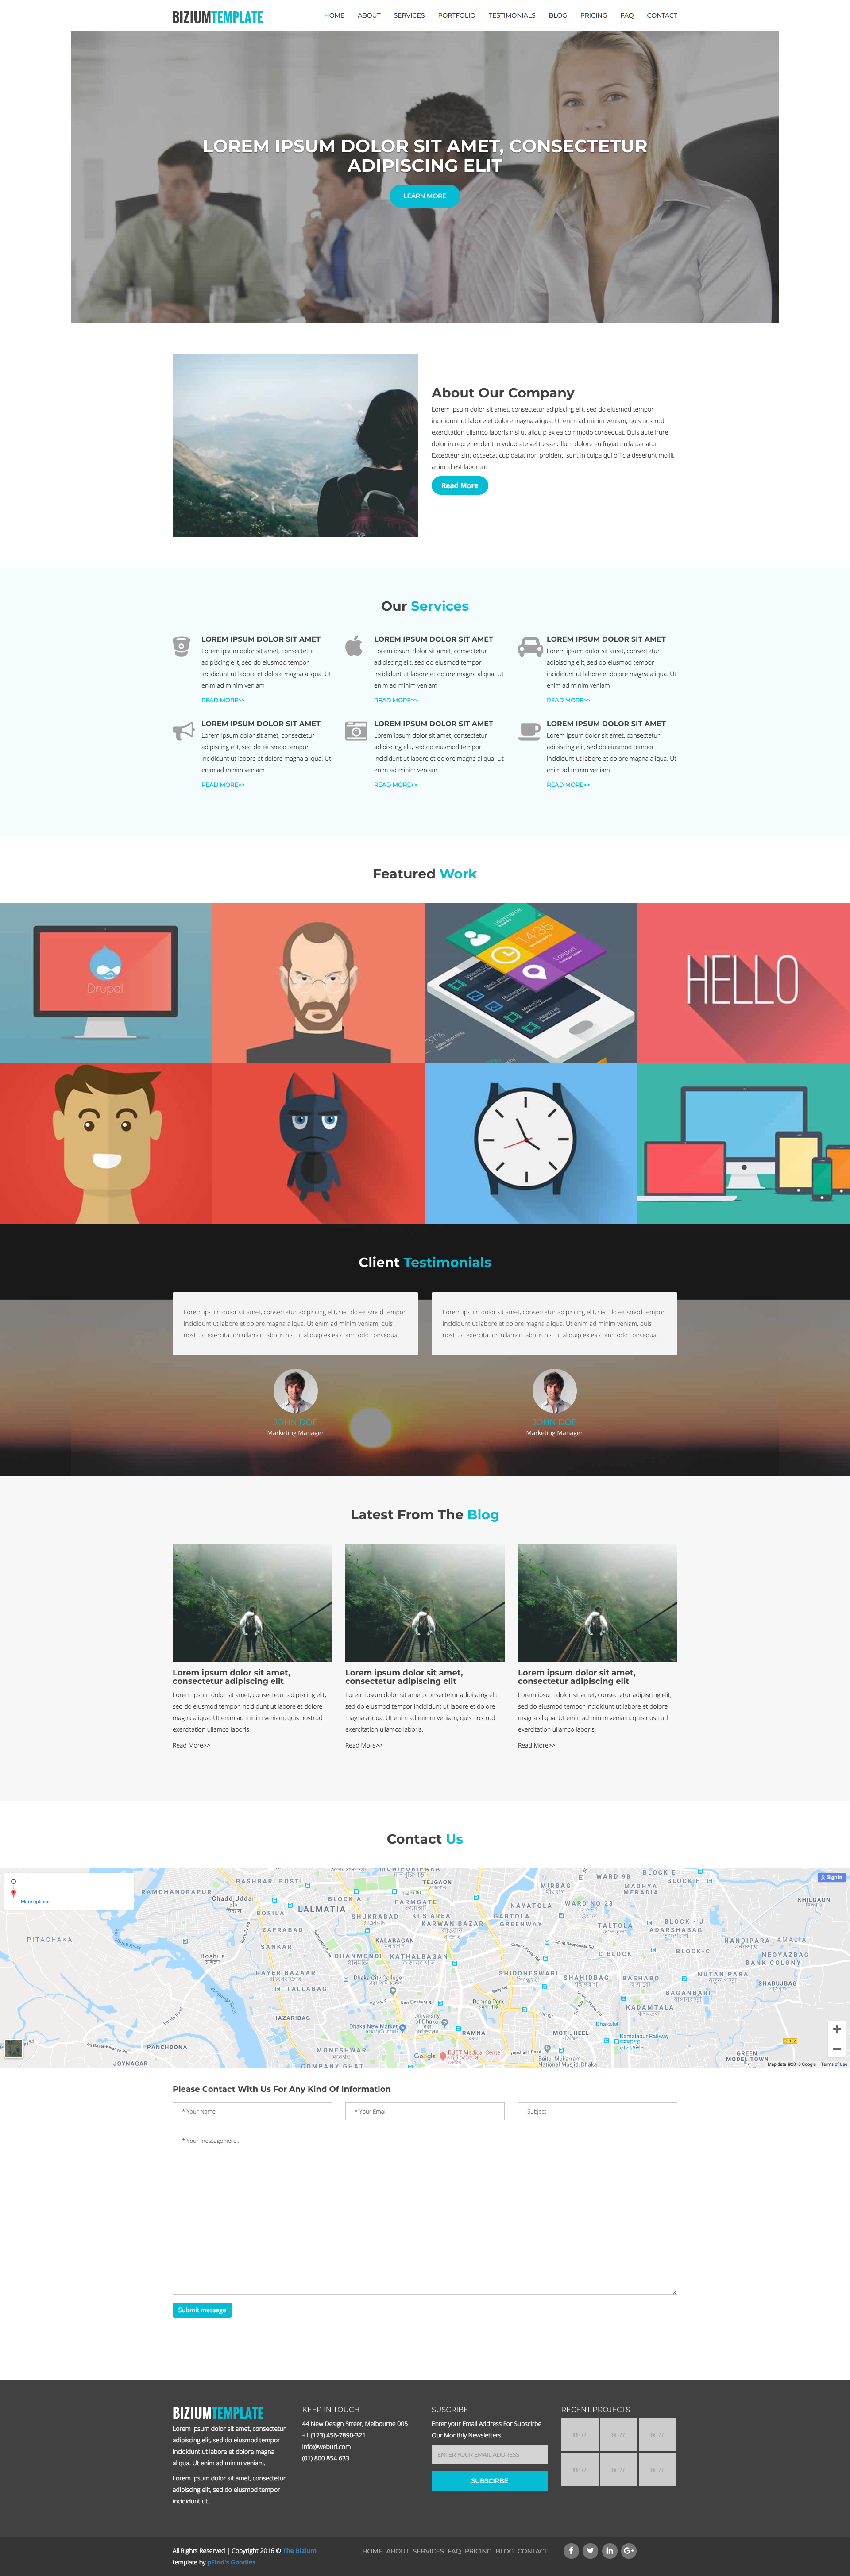 BIZIUMTEMPLATE
HOME ABOUT SERVICES PORTFOLIO TESTIMONIALS BLOG PRICING FAQ CONTACT
LOREM IPSUM DOLOR SIT AMET, CONSECTETUR
ADIPISCING ELIT
LEARN MORE
About Our Company
Lorem ipsum dolor sit amet, consectetur adipiscing elit, sed do eiusmod tempor
incididunt ut labore et dolore magna aliqua. Ut enim ad minim veniam, quis nostrud
exercitation ullamco laboris nisi ut aliquip ex ea commodo consequat. Duis aute irure
dolor in reprehenderit in voluptate velit esse cillum dolore eu fugiat nulla pariatur.
Excepteur sint occaecat cupidatat non proident, sunt in culpa qui officia deserunt mollit
anim id est laborum.
Read More
Our Services
LOREM IPSUM DOLOR SIT AMET
Lorem ipsum dolor sit amet, consectetur
adipiscing elit, sed do eiusmod tempor
incididunt ut labore et dolore magna aliqua. Ut
enim ad minim veniam
READ MORE>>
LOREM IPSUM DOLOR SIT AMET
Lorem ipsum dolor sit amet, consectetur
adipiscing elit, sed do eiusmod tempor
incididunt ut labore et dolore magna aliqua. Ut
enim ad minim veniam
READ MORE>>
LOREM IPSUM DOLOR SIT AMET
Lorem ipsum dolor sit amet, consectetur
adipiscing elit, sed do eiusmod tempor
incididunt ut labore et dolore magna aliqua. Ut
enim ad minim veniam
READ MORE>>
LOREM IPSUM DOLOR SIT AMET
Lorem ipsum dolor sit amet, consectetur
adipiscing elit, sed do eiusmod tempor
incididunt ut labore et dolore magna aliqua. Ut
enim ad minim veniam
READ MORE>>
LOREM IPSUM DOLOR SIT AMET
Lorem ipsum dolor sit amet, consectetur
adipiscing elit, sed do eiusmod tempor
incididunt ut labore et dolore magna aliqua. Ut
enim ad minim veniam
READ MORE>>
LOREM IPSUM DOLOR SIT AMET
Lorem ipsum dolor sit amet, consectetur
adipiscing elit, sed do eiusmod tempor
incididunt ut labore et dolore magna aliqua. Ut
enim ad minim veniam
READ MORE>>
Featured Work
Drupal
username
14:35
London
37%
HELLO
Client Testimonials
Lorem ipsum dolor sit amet, consectetur adipiscing elit, sed do eiusmod tempor
incididunt ut labore et dolore magna aliqua. Ut enim ad minim veniam, quis
nostrud exercitation ullamco laboris nisi ut aliquip ex ea commodo consequat.
JOHN DOE
Marketing Manager
Lorem ipsum dolor sit amet, consectetur adipiscing elit, sed do eiusmod tempor
incididunt ut labore et dolore magna aliqua. Ut enim ad minim veniam, quis
nostrud exercitation ullamco laboris nisi ut aliquip ex ea commodo consequat.
JOHN DOE
Marketing Manager
Latest From The Blog
Lorem ipsum dolor sit amet,
consectetur adipiscing elit
Lorem ipsum dolor sit amet, consectetur adipiscing elit,
sed do eiusmod tempor incididunt ut labore et dolore
magna aliqua. Ut enim ad minim veniam, quis nostrud
exercitation ullamco laboris.
Read More>>
Lorem ipsum dolor sit amet,
consectetur adipiscing elit
Lorem ipsum dolor sit amet, consectetur adipiscing elit,
sed do eiusmod tempor incididunt ut labore et dolore
magna aliqua. Ut enim ad minim veniam, quis nostrud
exercitation ullamco laboris.
Read More>>
Lorem ipsum dolor sit amet,
consectetur adipiscing elit
Lorem ipsum dolor sit amet, consectetur adipiscing elit,
sed do eiusmod tempor incididunt ut labore et dolore
magna aliqua. Ut enim ad minim veniam, quis nostrud
exercitation ullamco laboris.
Read More>>
Contact Us
More options
Sign in
BASHBARI BOSTI
TEJGAON
MIRBAG
WARD 98
BLOCK E
BLOCK F
MADHYA
MERADIA
RAMCHANDRAPUR
Chadd Uddan
BLOCK A
FARMGATE
NAYATOLA
WARD NO 23
KHILGAON
BOSILA
LALMATIA
SHUKRABAD
IKI'S AREA
KARWAN BAZAR
GABTOLA
GREENWAY
TALTOLA
BLOCK - J
ADARSHABAG
PITACHAKA
ZAFRABAD
KALABAGAN
NANDIPARA
AMALIA
Boshila
SANKAR
DHANMONDI
KATHALBAGAN
C BLOCK
BLOCK-C
NEOYAZBAG
BANK COLONY
RAYER BAZAAR
Dhaka City College
SHIDDHESWARI
SHAHIDBAG
BASHABO
NUTAN PARA
SHABUJBAG
TALLABAG
New Elephant Rd
Ramna Park
BAGANBARI
KADAMTALA
HAZARIBAG
University
of Dhaka
Dhaka New Market
RAMNA
MOTIJHEEL
Dhaka
Kamalapur Railway
PANCHDONA
MONESHWAR
BUET Medical Center
Baitul Mukarram
National Masjid, Dhaka
GREEN
MODEL TOWN
JOYNAGAR
COMPANY GHAT
Google
Map data ©2018 Google Terms of Use
Please Contact With Us For Any Kind Of Information
* Your Name
* Your Email
Subject
* Your message here...
Submit message
BIZIUMTEMPLATE
Lorem ipsum dolor sit amet, consectetur
adipiscing elit, sed do eiusmod tempor
incididunt ut labore et dolore magna
aliqua. Ut enim ad minim veniam.
Lorem ipsum dolor sit amet, consectetur
adipiscing elit, sed do eiusmod tempor
incididunt ut .
KEEP IN TOUCH
44 New Design Street, Melbourne 005
+1 (123) 456-7890-321
info@weburl.com
(01) 800 854 633
SUSCRIBE
Enter your Email Address For Subscirbe
Our Monthly Newsletters
ENTER YOUR EMAIL ADDRESS
SUBSCIRBE
RECENT PROJECTS
All Rights Reserved | Copyright 2016 © The Bizium
template by pFind's Goodies
HOME ABOUT SERVICES FAQ PRICING BLOG CONTACT